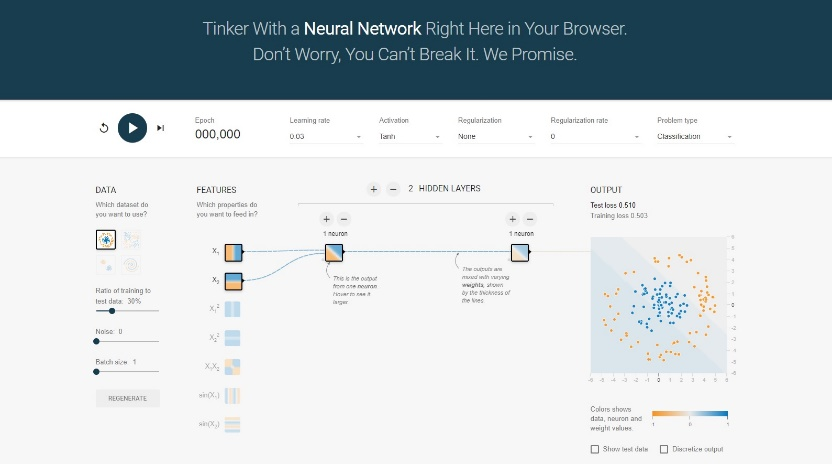 Tinker With a Neural Network Right Here in Your Browser.
Don't Worry, You Can't Break It. We Promise.
Epoch
000,000
Learning rate
0.03
Activation
Tanh
Regularization
None
Regularization rate
0
Problem type
Classification
DATA
Which dataset do
you want to use?
Ratio of training to
test data: 30%
Noise: 0
Batch size: 1
REGENERATE
FEATURES
Which properties do
you want to feed in?
X₁
X₂
X₁²
X₂²
X₁X₂
sin(X₁)
sin(X₂)
+ − 2 HIDDEN LAYERS
+ −
1 neuron
+ −
1 neuron
This is the output
from one neuron.
Hover to see it
larger.
The outputs are
mixed with varying
weights, shown
by the thickness of
the lines.
OUTPUT
Test loss 0.510
Training loss 0.503
6
5
4
3
2
1
0
-1
-2
-3
-4
-5
-6
-6 -5 -4 -3 -2 -1 0 1 2 3 4 5 6
Colors shows
data, neuron and
weight values.
1 0 1
Show test data
Discretize output